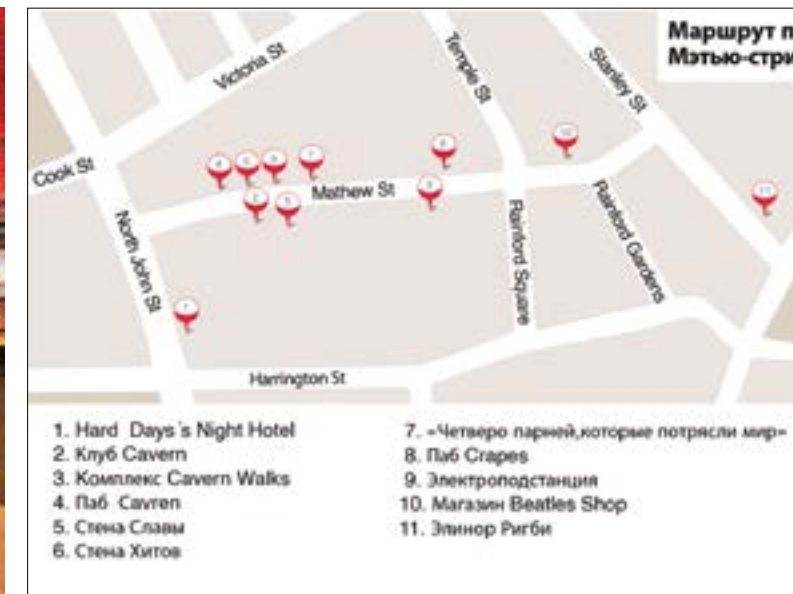 Маршрут п
Мэтью-стри
Victoria St
Temple St
Stanley St
Cook St
Mathew St
North John St
Rainford Square
Rainford Gardens
Harrington St
1. Hard Days's Night Hotel
2. Клуб Cavern
3. Комплекс Cavern Walks
4. Паб Cavren
5. Стена Славы
6. Стена Хитов
7. «Четверо парней,которые потрясли мир»
8. Паб Crapes
9. Электроподстанция
10. Магазин Beatles Shop
11. Элинор Ригби